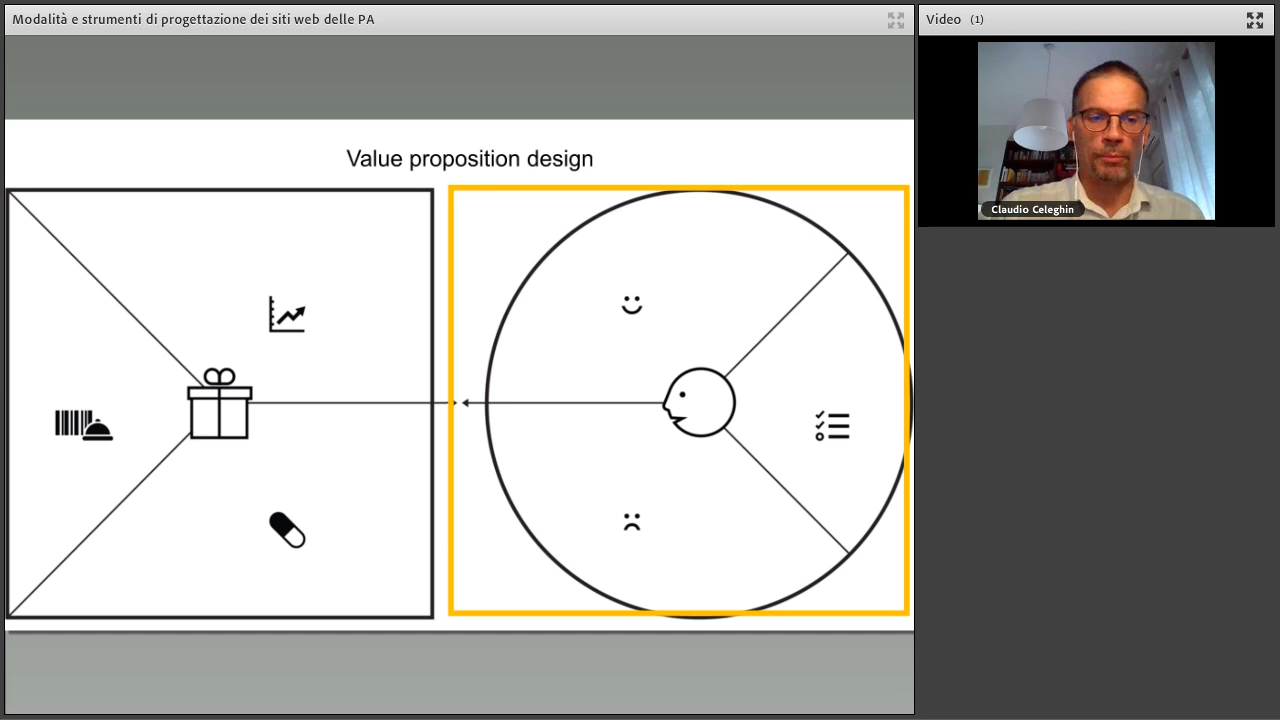 Modalità e strumenti di progettazione dei siti web delle PA
Video (1)
Value proposition design
Claudio Celeghin